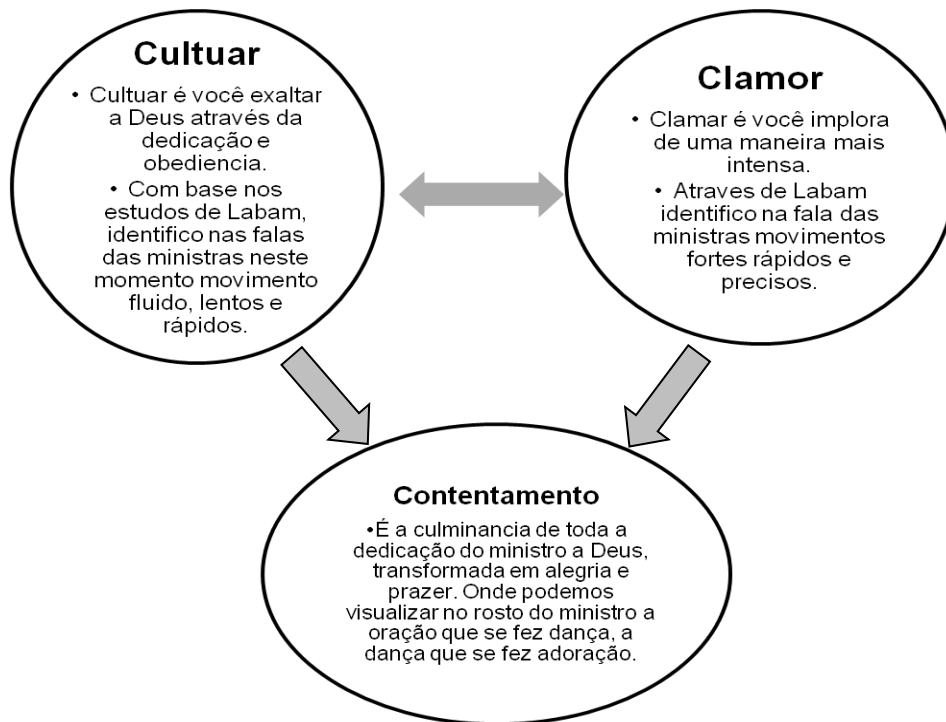 Cultuar
• Cultuar é você exaltar
a Deus através da
dedicação e
obediencia.
• Com base nos
estudos de Labam,
identifico nas falas
das ministras neste
momento movimento
fluido, lentos e
rápidos.
Clamor
• Clamar é você implora
de uma maneira mais
intensa.
• Atraves de Labam
identifico na fala das
ministras movimentos
fortes rápidos e
precisos.
Contentamento
•É a culminancia de toda a
dedicação do ministro a Deus,
transformada em alegria e
prazer. Onde podemos
visualizar no rosto do ministro a
oração que se fez dança, a
dança que se fez adoração.